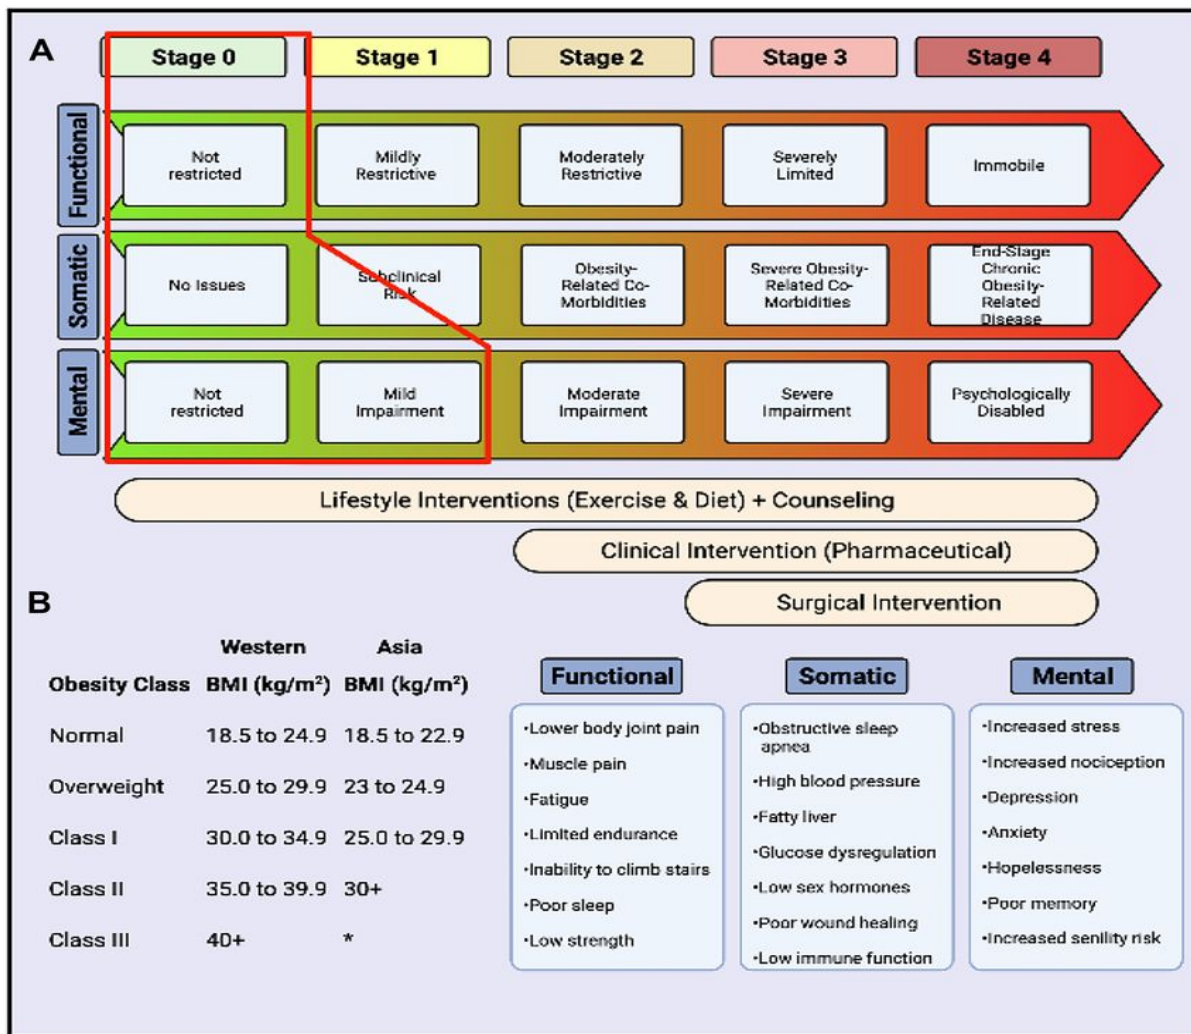 A
Stage 0 Stage 1 Stage 2 Stage 3 Stage 4
Functional
Not
restricted
Mildly
Restrictive
Moderately
Restrictive
Severely
Limited
Immobile
Somatic
No Issues
Subclinical
Risk
Obesity-
Related Co-
Morbidities
Severe Obesity-
Related Co-
Morbidities
End-Stage
Chronic
Obesity-
Related
Disease
Mental
Not
restricted
Mild
Impairment
Moderate
Impairment
Severe
Impairment
Psychologically
Disabled
Lifestyle Interventions (Exercise & Diet) + Counseling
Clinical Intervention (Pharmaceutical)
Surgical Intervention
B
Western Asia
Obesity Class BMI (kg/m²) BMI (kg/m²)
Normal 18.5 to 24.9 18.5 to 22.9
Overweight 25.0 to 29.9 23 to 24.9
Class I 30.0 to 34.9 25.0 to 29.9
Class II 35.0 to 39.9 30+
Class III 40+ *
Functional
•Lower body joint pain
•Muscle pain
•Fatigue
•Limited endurance
•Inability to climb stairs
•Poor sleep
•Low strength
Somatic
•Obstructive sleep
apnea
•High blood pressure
•Fatty liver
•Glucose dysregulation
•Low sex hormones
•Poor wound healing
•Low immune function
Mental
•Increased stress
•Increased nociception
•Depression
•Anxiety
•Hopelessness
•Poor memory
•Increased senility risk